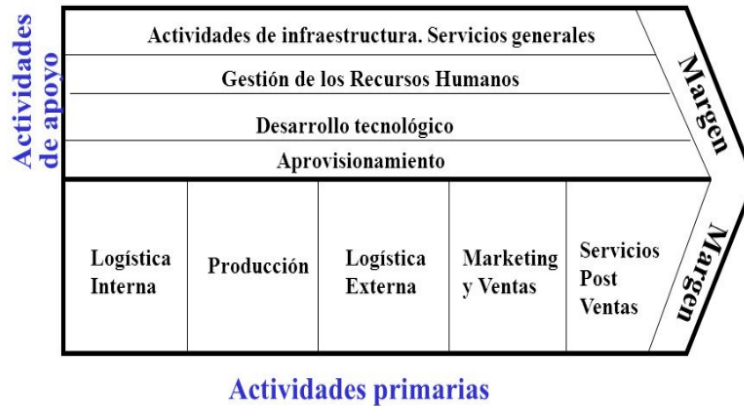 Actividades
de apoyo
Actividades de infraestructura. Servicios generales
Gestión de los Recursos Humanos
Desarrollo tecnológico
Aprovisionamiento
Margen
Logística
Interna
Producción
Logística
Externa
Marketing
y Ventas
Servicios
Post
Ventas
Margen
Actividades primarias